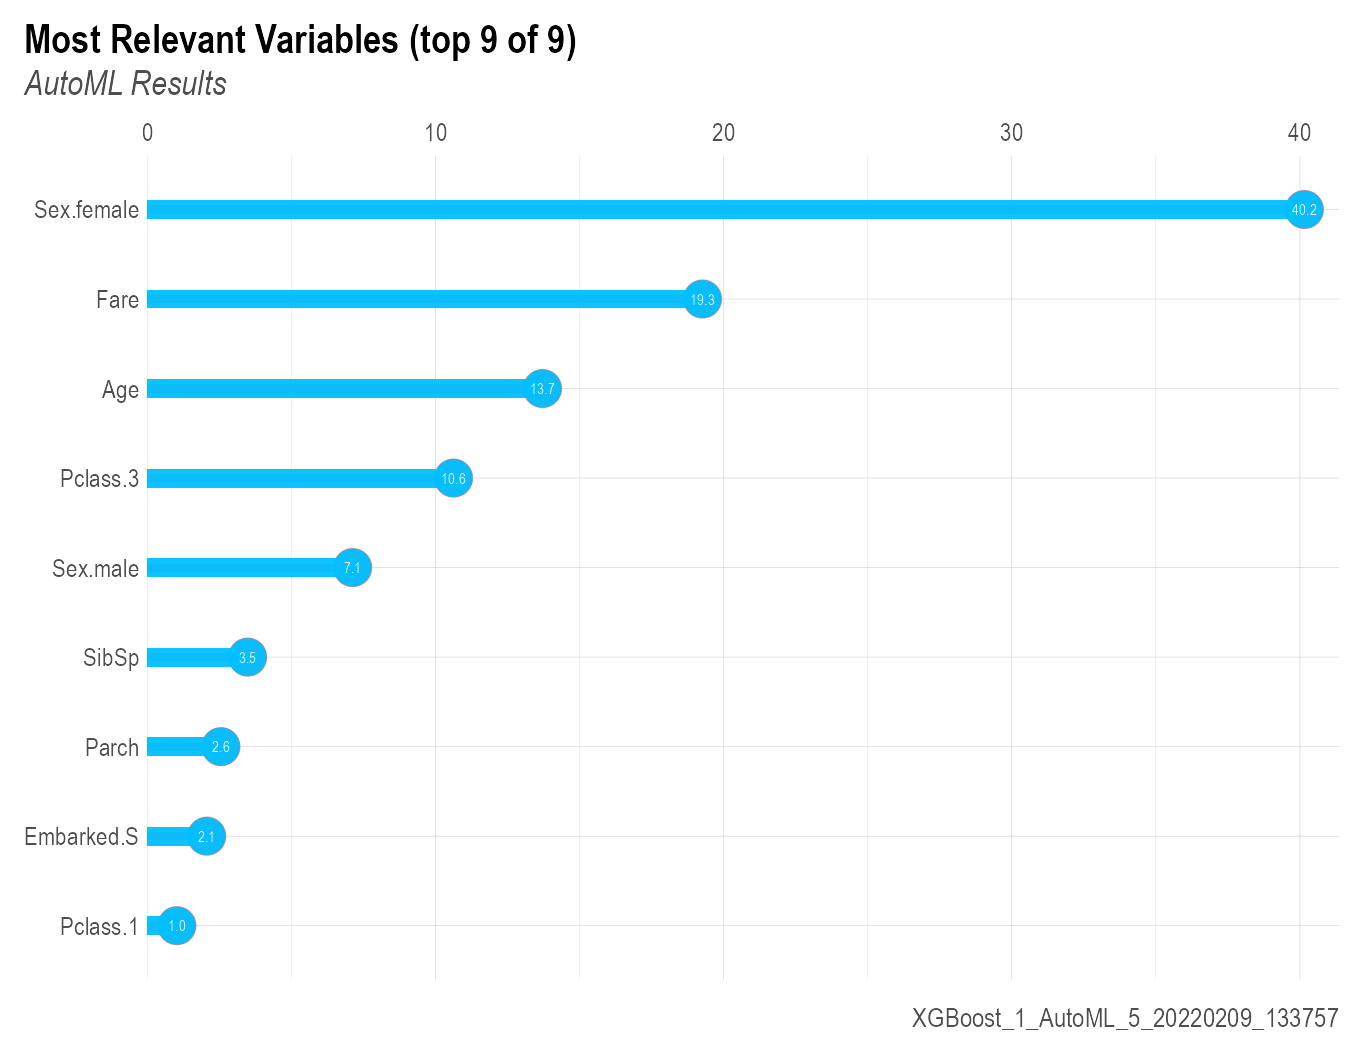 Most Relevant Variables (top 9 of 9)
AutoML Results
0 10 20 30 40
Sex.female 40.2
Fare 19.3
Age 13.7
Pclass.3 10.6
Sex.male 7.1
SibSp 3.5
Parch 2.6
Embarked.S 2.1
Pclass.1 1.0
XGBoost_1_AutoML_5_20220209_133757